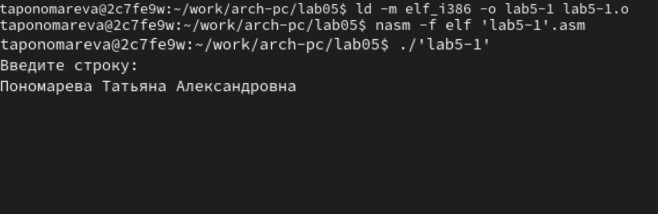 taponomareva@2c7fe9w:~/work/arch-pc/lab05$ ld -m elf_i386 -o lab5-1 lab5-1.o
taponomareva@2c7fe9w:~/work/arch-pc/lab05$ nasm -f elf 'lab5-1'.asm
taponomareva@2c7fe9w:~/work/arch-pc/lab05$ ./'lab5-1'
Введите строку:
Пономарева Татьяна Александровна